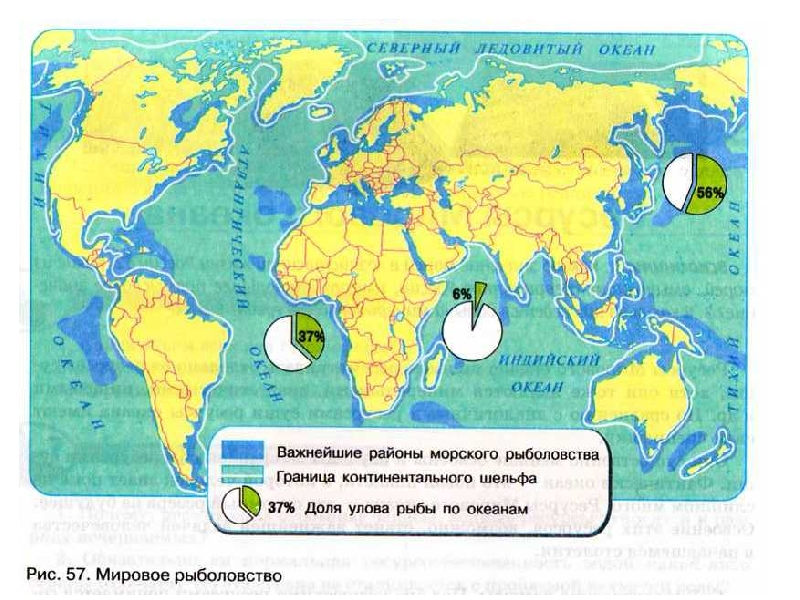 СЕВЕРНЫЙ ЛЕДОВИТЫЙ ОКЕАН
ТИХИЙ
ОКЕАН
АТЛАНТИЧЕСКИЙ
ОКЕАН
56%
6%
37%
ИНДИЙСКИЙ
ОКЕАН
ТИХИЙ ОКЕАН
Важнейшие районы морского рыболовства
Граница континентального шельфа
37% Доля улова рыбы по океанам
Рис. 57. Мировое рыболовство